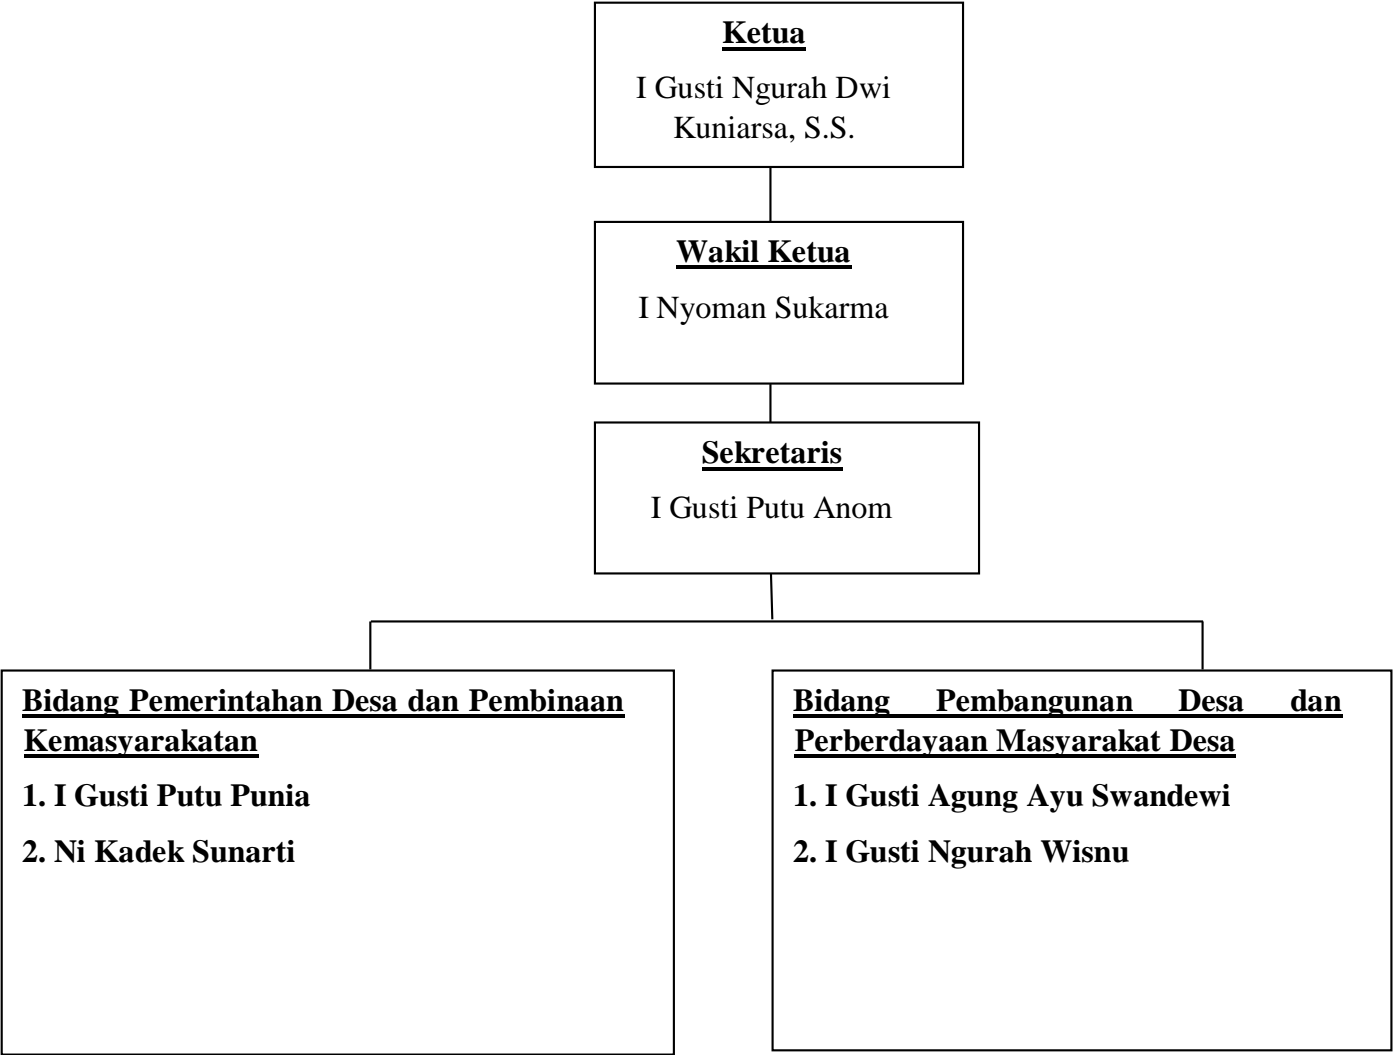 Ketua
I Gusti Ngurah Dwi
Kuniarsa, S.S.
Wakil Ketua
I Nyoman Sukarma
Sekretaris
I Gusti Putu Anom
Bidang Pemerintahan Desa dan Pembinaan
Kemasyarakatan
1. I Gusti Putu Punia
2. Ni Kadek Sunarti
Bidang Pembangunan Desa dan
Perberdayaan Masyarakat Desa
1. I Gusti Agung Ayu Swandewi
2. I Gusti Ngurah Wisnu